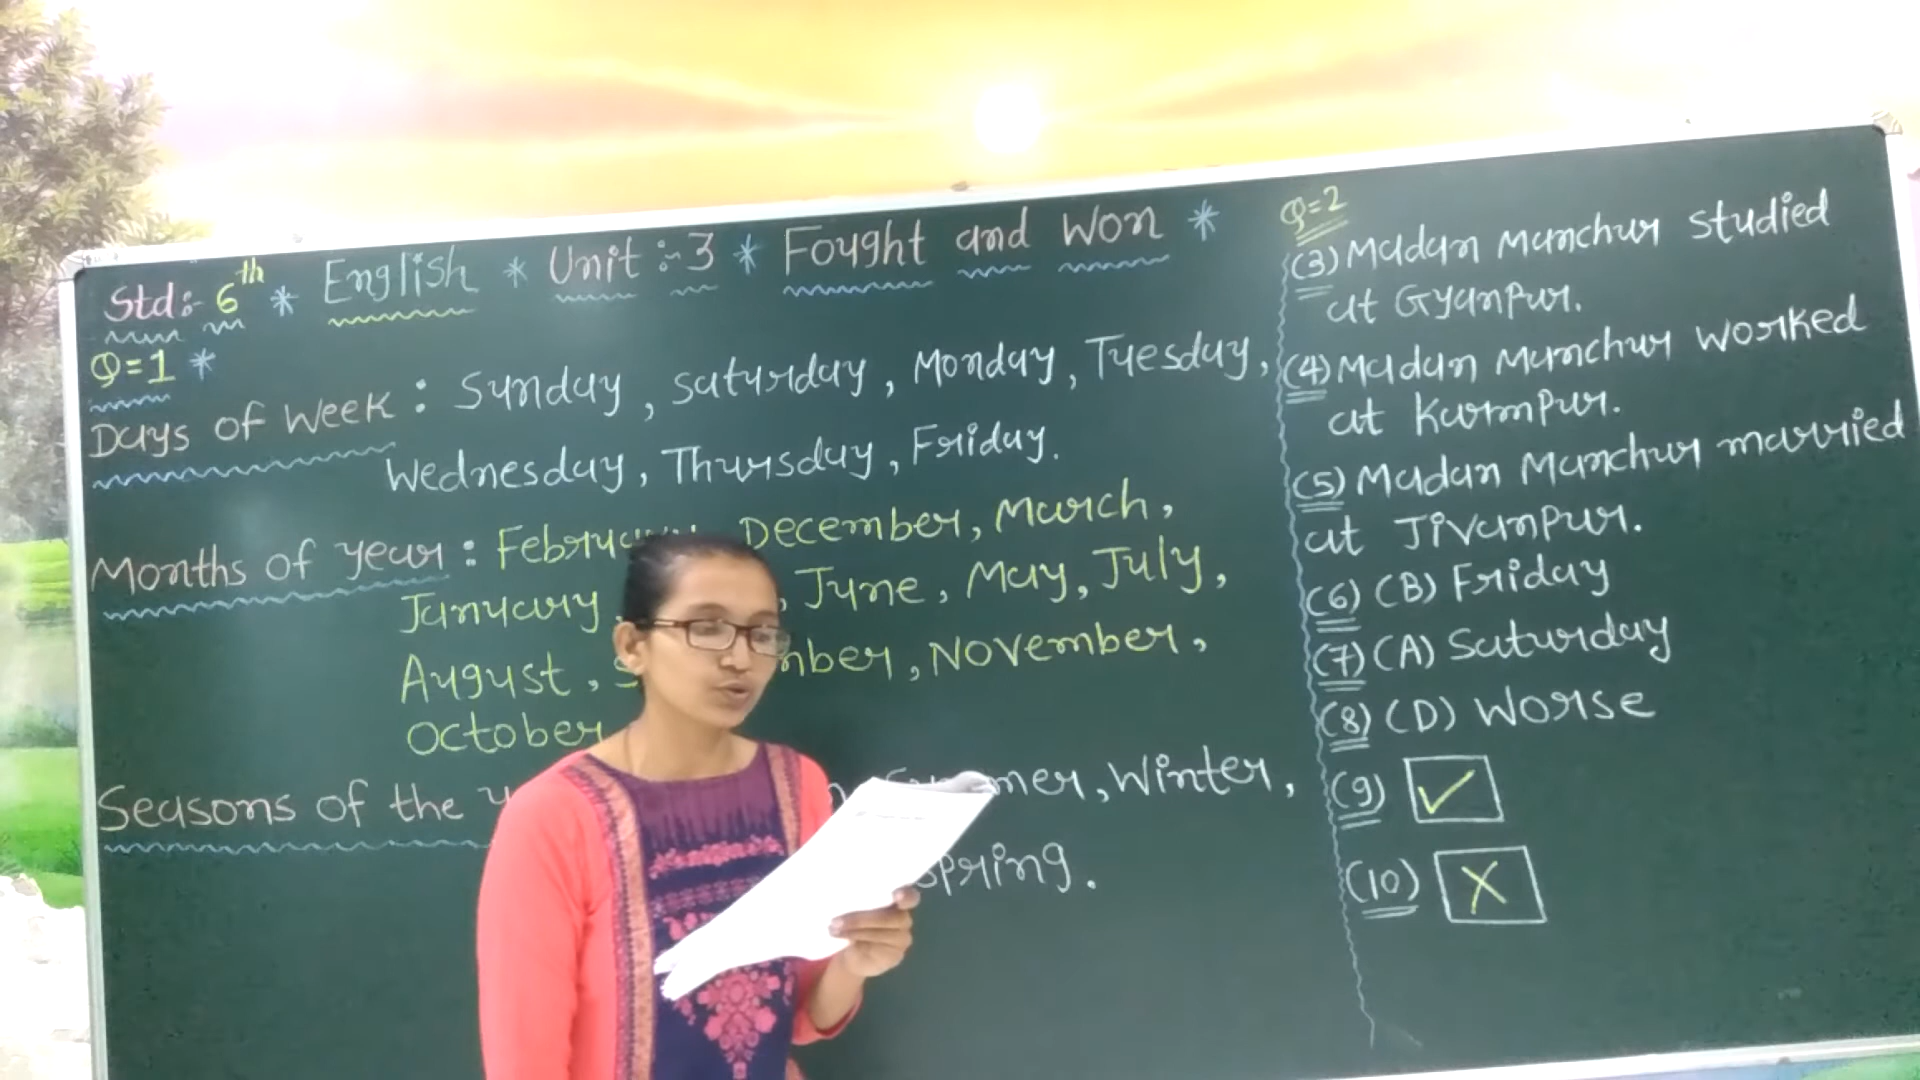 Std:- 6th * English * Unit :- 3 * Fought and Won *
Q=1 *
Days of Week : Sunday, Saturday, Monday, Tuesday,
Wednesday, Thursday, Friday.
Months of year : December, March,
January, June, May, July,
August, November,
October
Seasons of the Winter,
Spring.
Q=2
(3) Madan Manchur studied
at Gyanpur.
(4) Madan Manchur worked
at Karmpur.
(5) Madan Manchur married
at Jivanpur.
(6) (B) Friday
(7) (A) Saturday
(8) (D) Worse
(9) ✓
(10) X